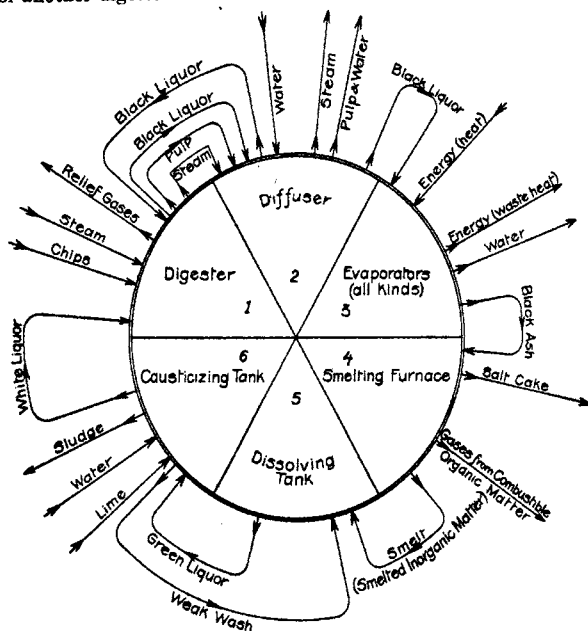 Black Liquor
Black Liquor
Pulp
Steam
Water
Steam
Pulp & Water
Black Liquor
Energy (heat)
Relief Gases
Steam
Chips
Energy (waste heat)
Water
Diffuser
2
Digester
1
Evaporators
(all Kinds)
3
Black Ash
White Liquor
6
Causticizing Tank
4
Smelting Furnace
Salt Cake
5
Dissolving
Tank
Sludge
Water
Lime
Gases from Combustible
Organic Matter
Green Liquor
Smelt
(Smelted Inorganic Matter)
Weak Wash